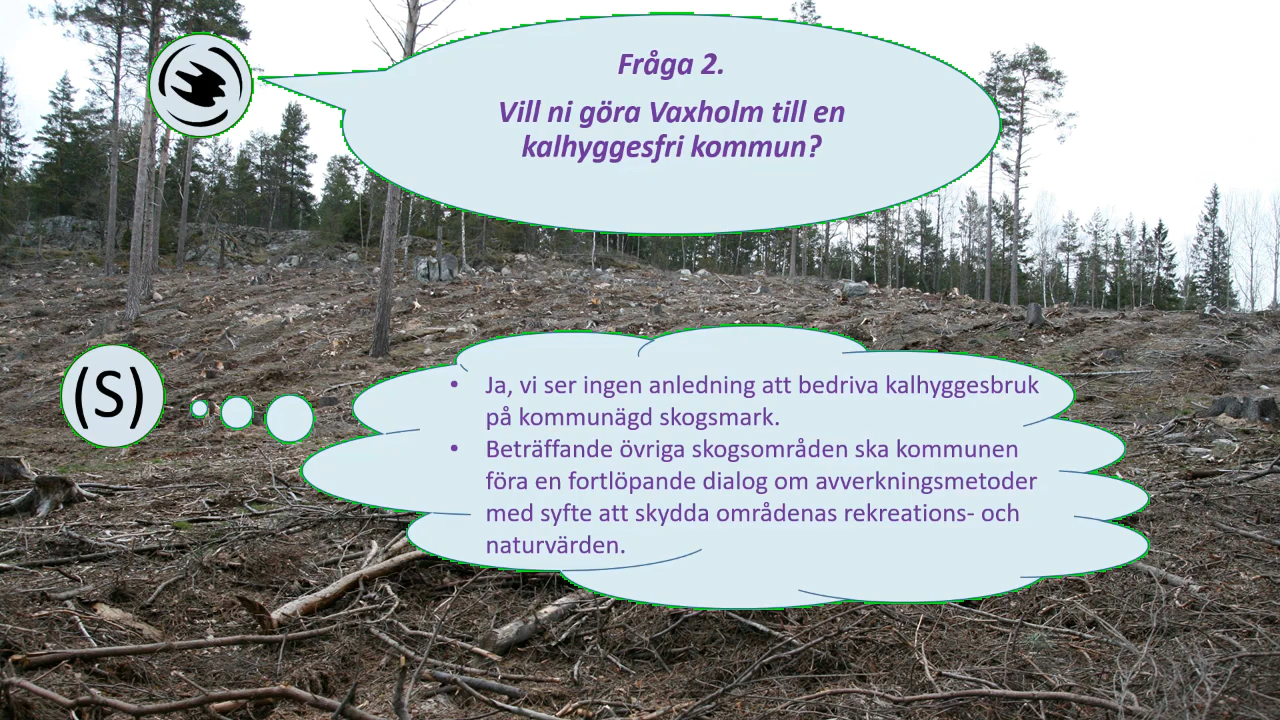 Fråga 2.
Vill ni göra Vaxholm till en
kalhyggesfri kommun?
(S)
• Ja, vi ser ingen anledning att bedriva kalhyggesbruk
på kommunägd skogsmark.
• Beträffande övriga skogsområden ska kommunen
föra en fortlöpande dialog om avverkningsmetoder
med syfte att skydda områdenas rekreations- och
naturvärden.